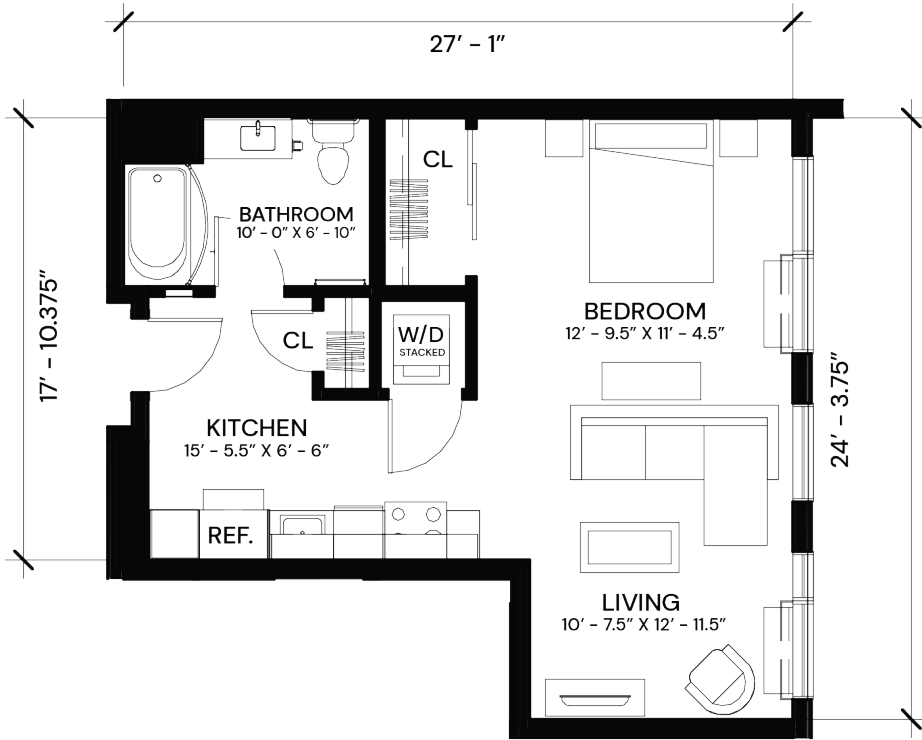 27’ – 1”
CL
BATHROOM
10’ – 0” X 6’ – 10”
17’ – 10.375”
BEDROOM
12’ – 9.5” X 11’ – 4.5”
CL
W/D
STACKED
24’ – 3.75”
KITCHEN
15’ – 5.5” X 6’ – 6”
REF.
LIVING
10’ – 7.5” X 12’ – 11.5”